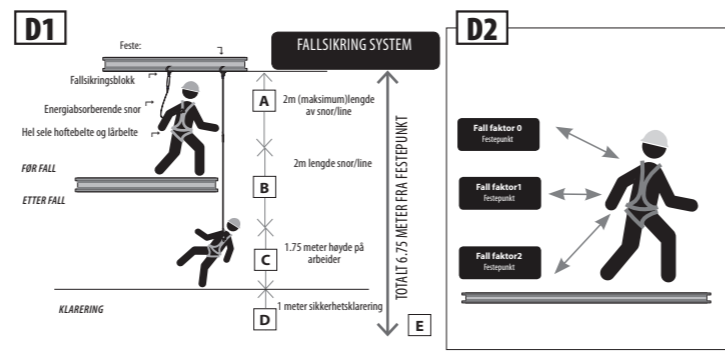 D1
FALLSIKRING SYSTEM
Feste:
Fallsikringsblokk
Energiabsorberende snor
Hel sele hoftebelte og lårbelte
FØR FALL
ETTER FALL
KLARERING
A
2m (maksimum)lengde
av snor/line
2m lengde snor/line
B
C
1.75 meter høyde på
arbeider
D
1 meter sikkerhetsklarering
TOTALT 6.75 METER FRA FESTEPUNKT
E
D2
Fall faktor 0
Festepunkt
Fall faktor1
Festepunkt
Fall faktor2
Festepunkt